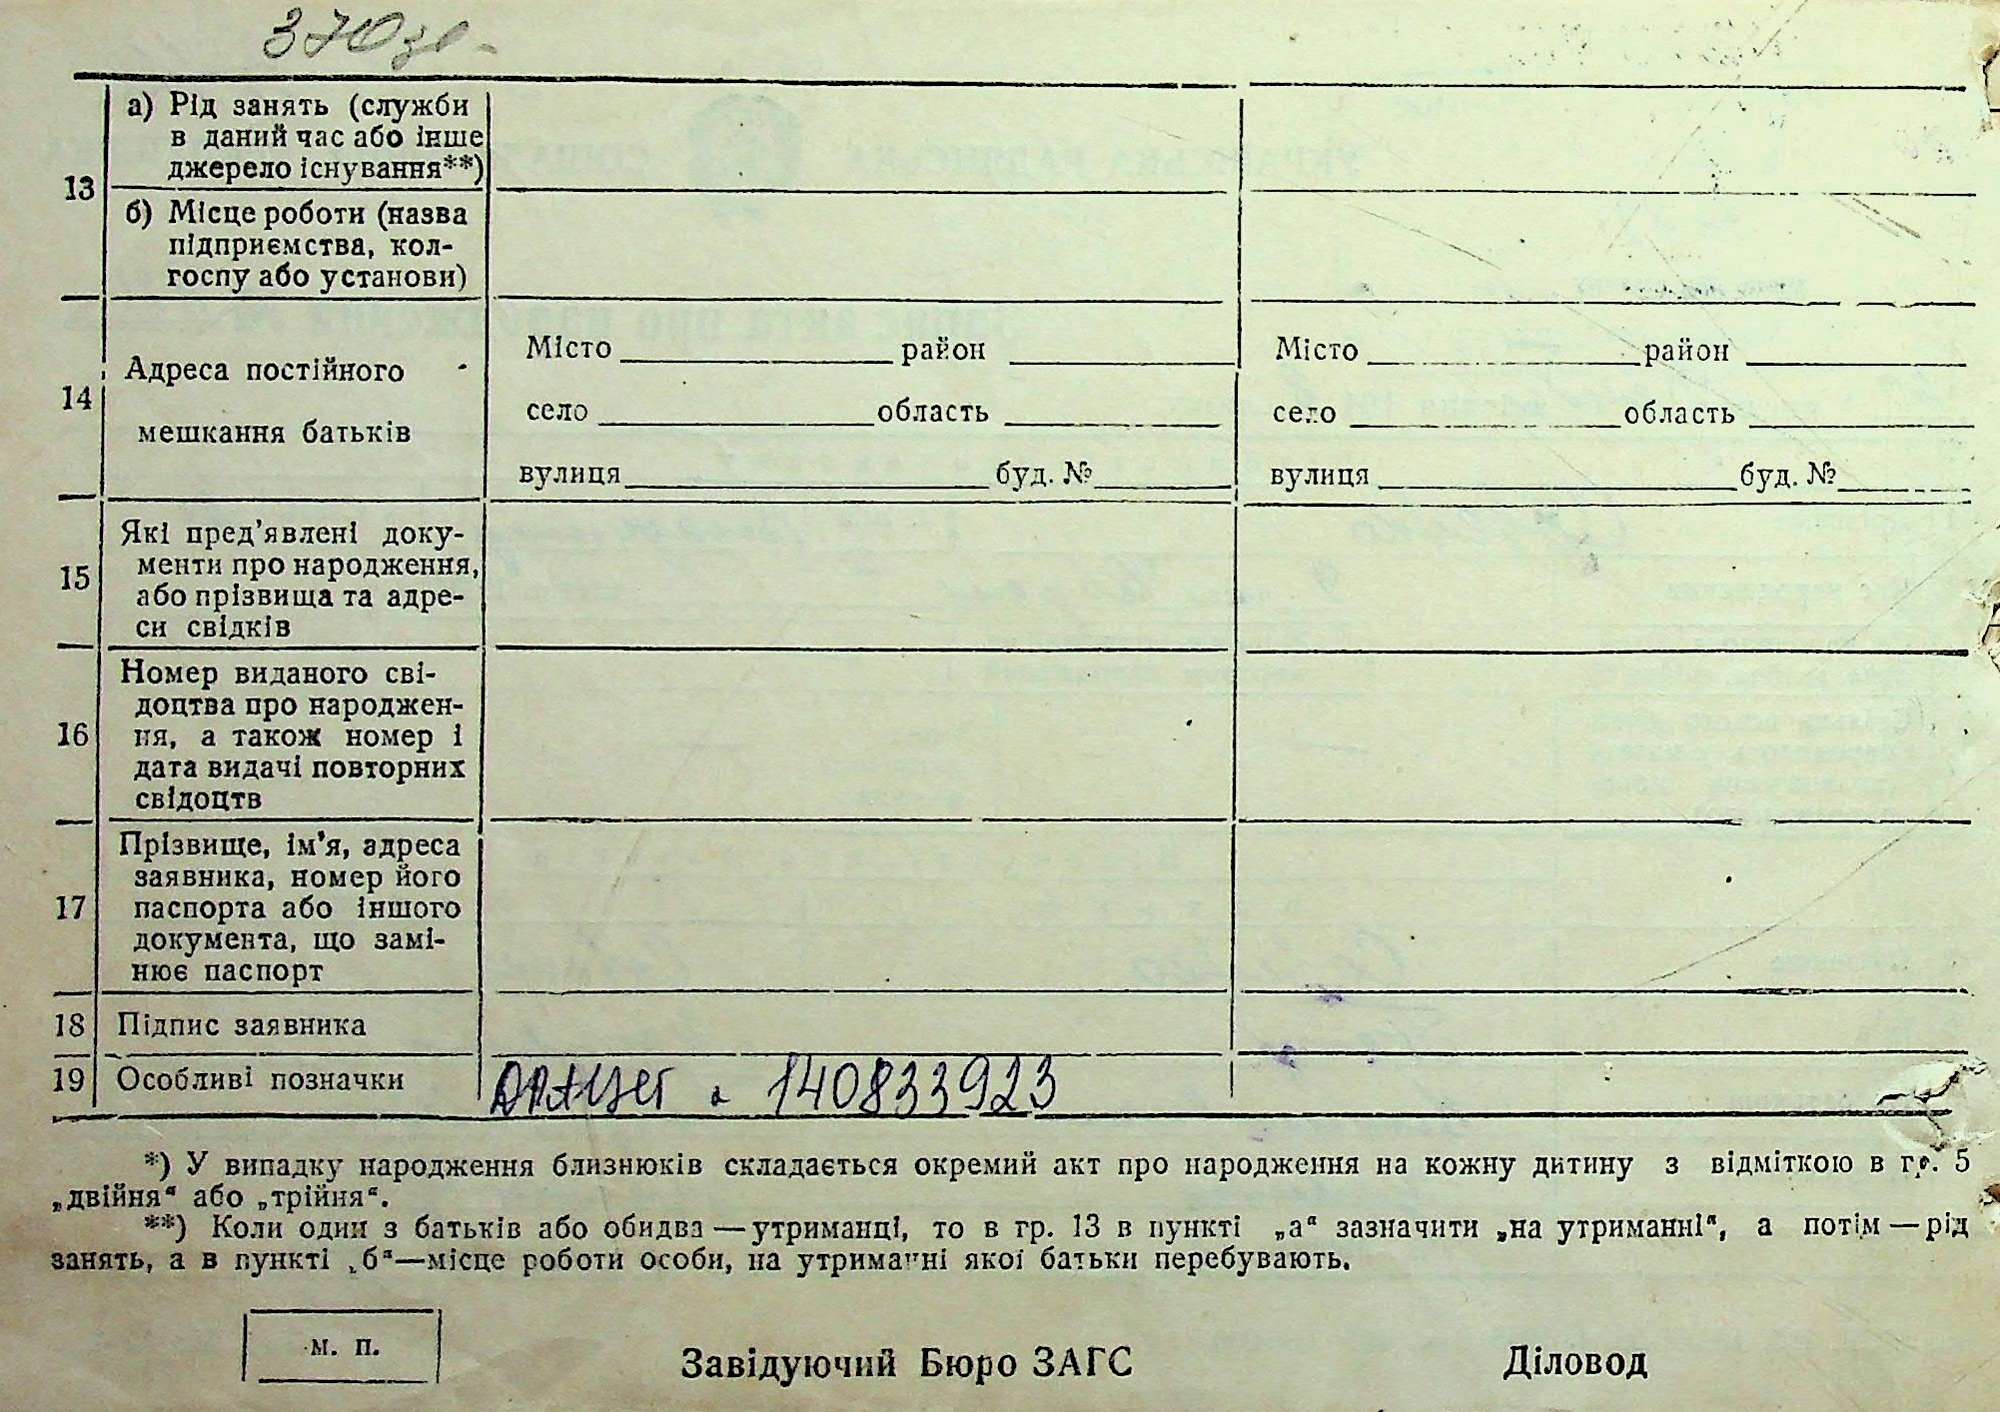 370зв
13
а) Рід занять (служби
в даний час або інше
джерело існування**)
б) Місце роботи (назва
підприємства, кол-
госпу або установи)
14
Адреса постійного
мешкання батьків
Місто район
село область
вулиця буд. №
Місто район
село область
вулиця буд. №
15
Які пред’явлені доку-
менти про народження,
або прізвища та адре-
си свідків
16
Номер виданого сві-
доцтва про народжен-
ня, а також номер і
дата видачі повторних
свідоцтв
17
Прізвище, ім’я, адреса
заявника, номер його
паспорта або іншого
документа, що замі-
нює паспорт
18
Підпис заявника
19
Особливі позначки
ДРАЦСГ 140833923
*) У випадку народження близнюків складається окремий акт про народження на кожну дитину з відміткою в гр. 5
„двійня“ або „трійня“.
**) Коли один з батьків або обидва — утриманці, то в гр. 13 в пункті „а“ зазначити „на утриманні“, а потім — рід
занять, а в пункті „б“ — місце роботи особи, на утриманні якої батьки перебувають.
м. п.
Завідуючий Бюро ЗАГС
Діловод